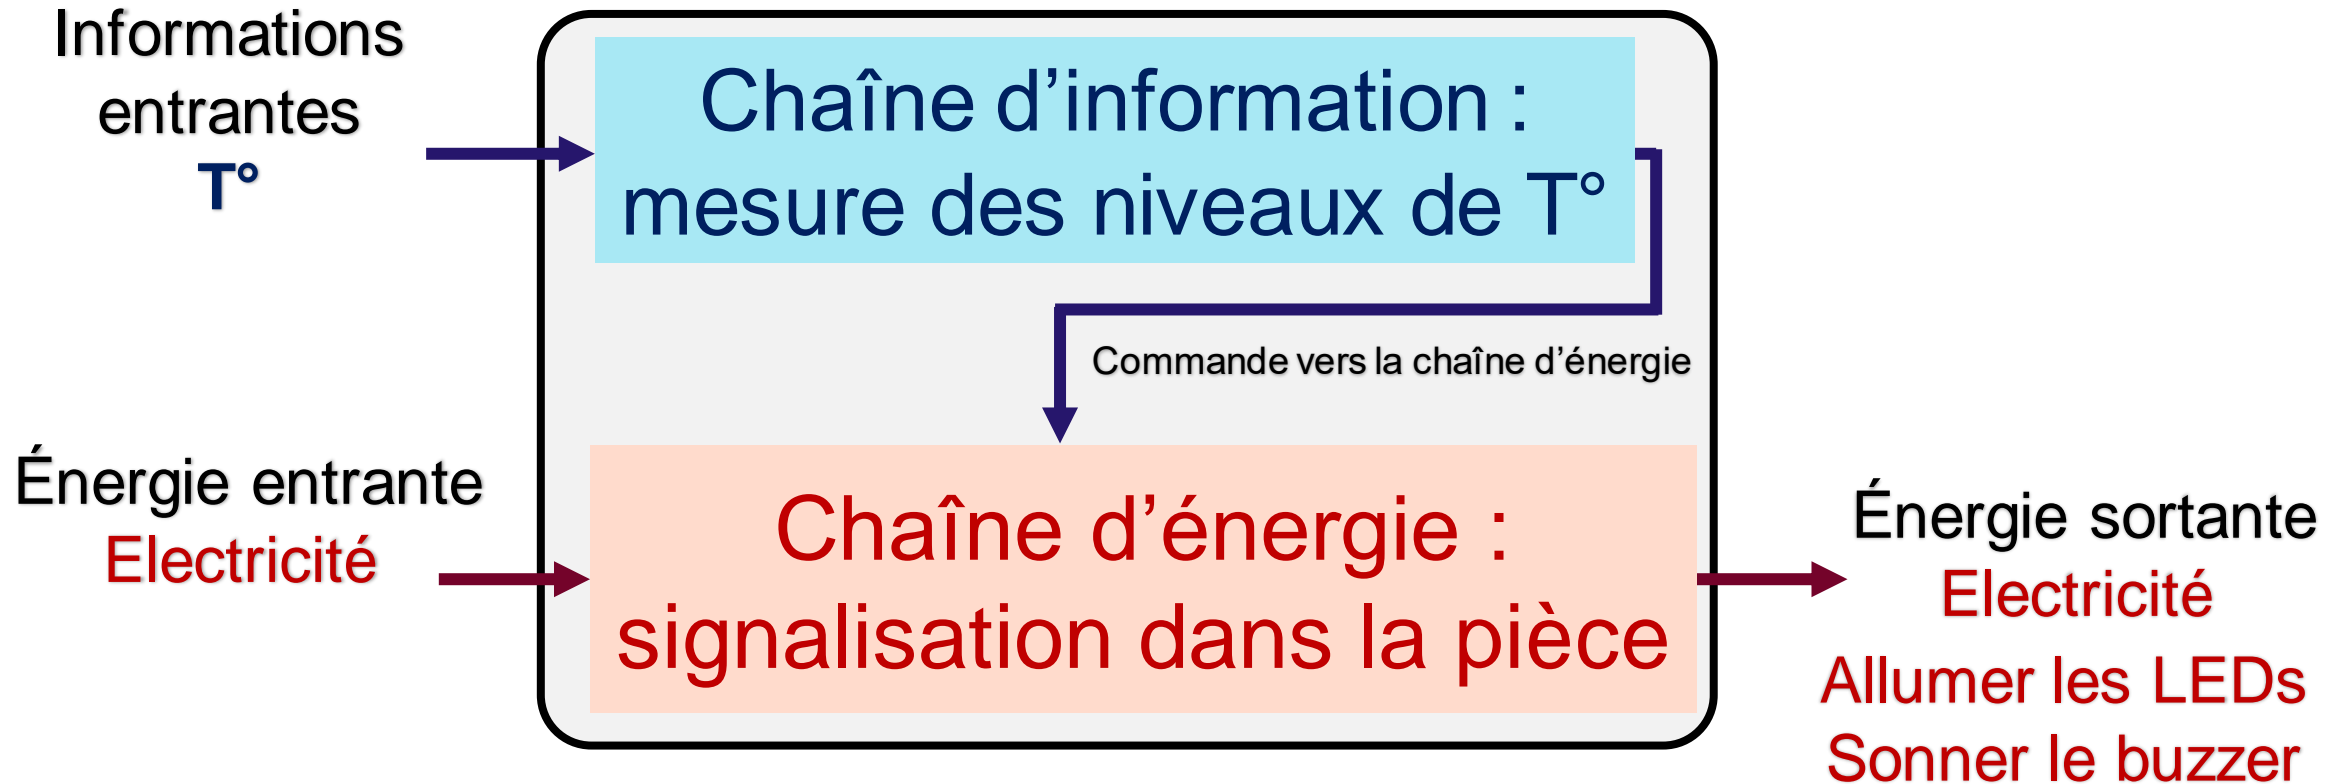 Informations
entrantes
T°
Chaîne d’information :
mesure des niveaux de T°
Commande vers la chaîne d’énergie
Énergie entrante
Electricité
Chaîne d’énergie :
signalisation dans la pièce
Énergie sortante
Electricité
Allumer les LEDs
Sonner le buzzer